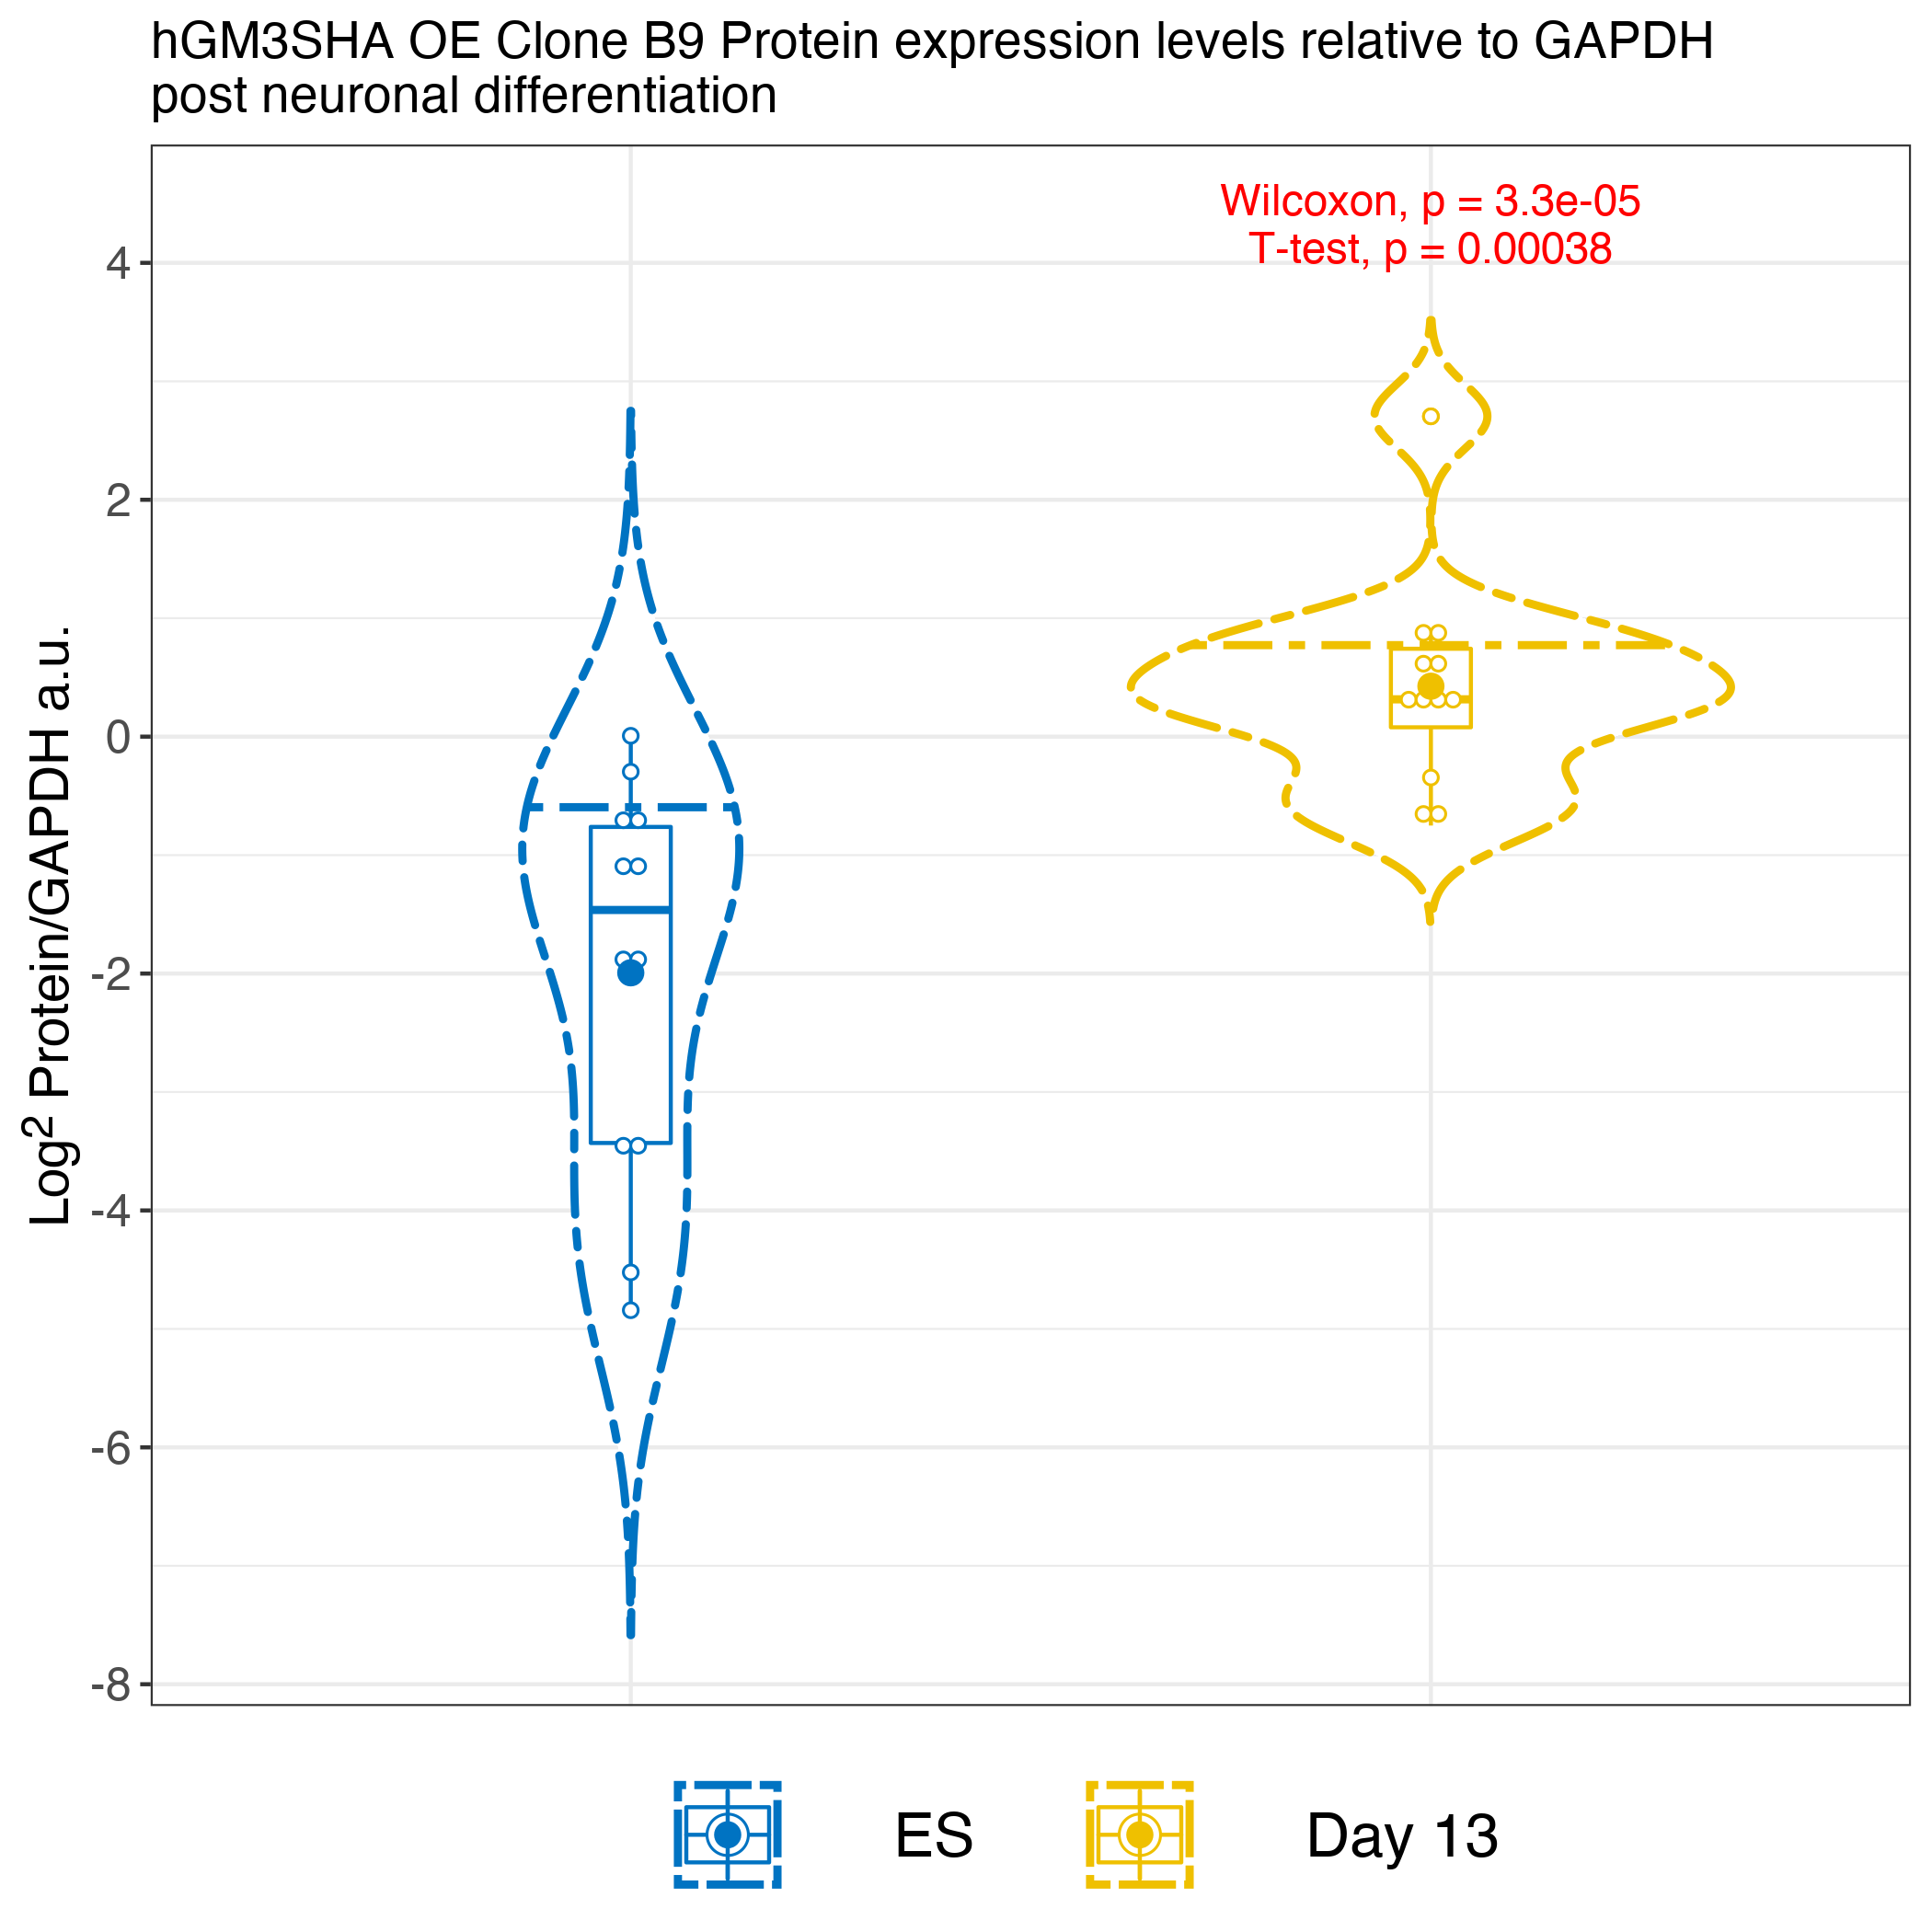 hGM3SHA OE Clone B9 Protein expression levels relative to GAPDH
post neuronal differentiation
Wilcoxon, p = 3.3e-05
T-test, p = 0.00038
Log² Protein/GAPDH a.u.
4
2
0
-2
-4
-6
-8
ES
Day 13